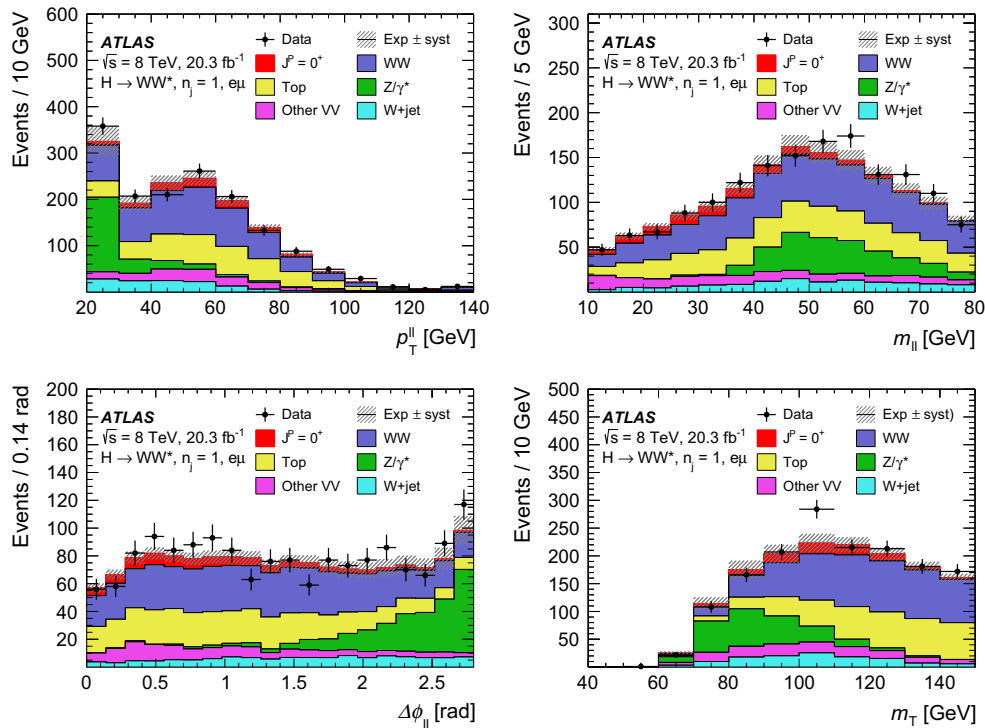 Events / 10 GeV
600
500
400
300
200
100
ATLAS
√s = 8 TeV, 20.3 fb⁻¹
H→WW*, nⱼ = 1, eμ
Data
Exp ± syst
Jᴾ = 0⁺
WW
Top
Z/γ*
Other VV
W+jet
20 40 60 80 100 120 140
p_T^ll [GeV]
Events / 5 GeV
300
250
200
150
100
50
ATLAS
√s = 8 TeV, 20.3 fb⁻¹
H→WW*, nⱼ = 1, eμ
Data
Exp ± syst
Jᴾ = 0⁺
WW
Top
Z/γ*
Other VV
W+jet
10 20 30 40 50 60 70 80
m_ll [GeV]
Events / 0.14 rad
200
180
160
140
120
100
80
60
40
20
ATLAS
√s = 8 TeV, 20.3 fb⁻¹
H→WW*, nⱼ = 1, eμ
Data
Exp ± syst
Jᴾ = 0⁺
WW
Top
Z/γ*
Other VV
W+jet
0 0.5 1 1.5 2 2.5
Δϕ_ll [rad]
Events / 10 GeV
500
450
400
350
300
250
200
150
100
50
0
ATLAS
√s = 8 TeV, 20.3 fb⁻¹
H→WW*, nⱼ = 1, eμ
Data
Exp ± syst)
Jᴾ = 0⁺
WW
Top
Z/γ*
Other VV
W+jet
40 60 80 100 120 140
m_T [GeV]